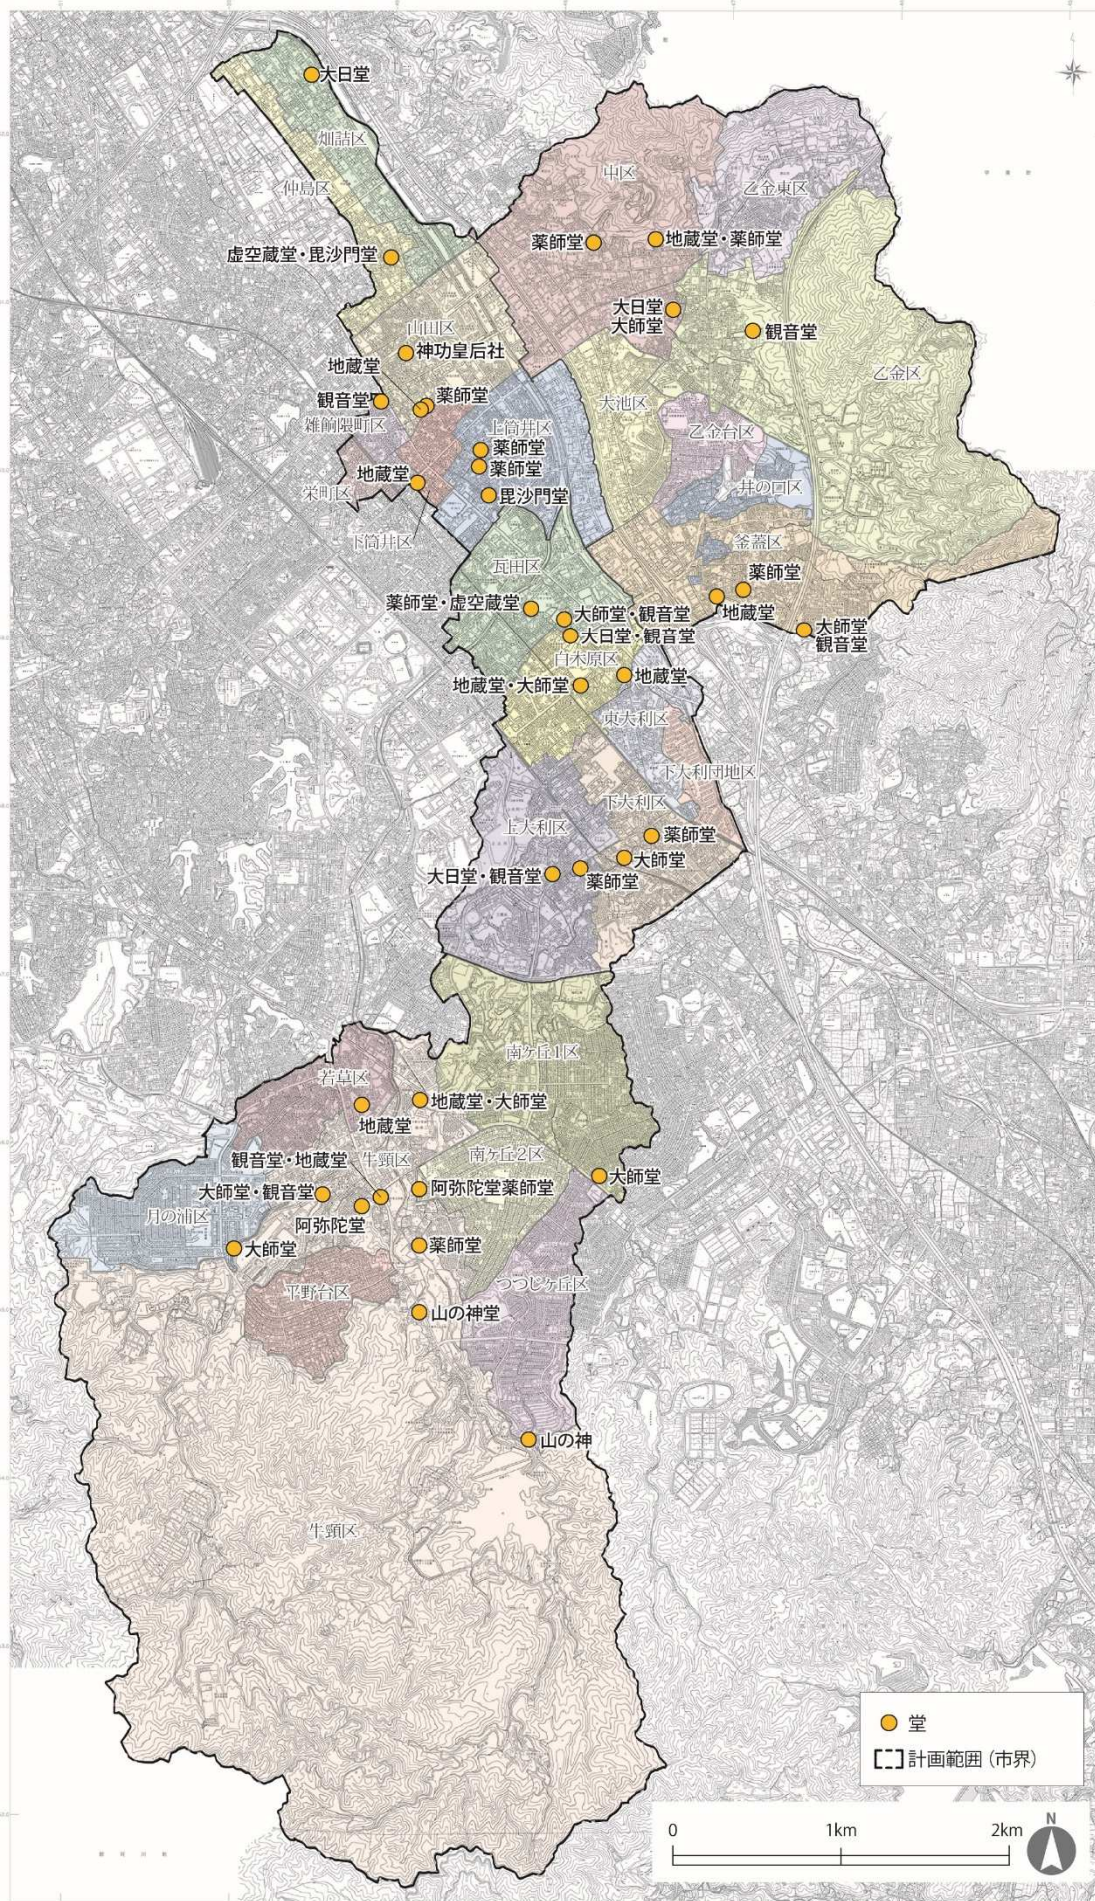 大日堂
畑詰区
仲島区
中区
乙金東区
虚空蔵堂・毘沙門堂
薬師堂
地蔵堂・薬師堂
大日堂
大師堂
観音堂
山田区
神功皇后社
地蔵堂
乙金区
観音堂
薬師堂
大池区
雑餉隈町区
上筒井区
乙金台区
薬師堂
薬師堂
地蔵堂
井の口区
栄町区
毘沙門堂
下筒井区
釜蓋区
瓦田区
薬師堂
薬師堂・虚空蔵堂
地蔵堂
大師堂・観音堂
大師堂
観音堂
大日堂・観音堂
白木原区
地蔵堂
地蔵堂・大師堂
東大利区
下大利団地区
下大利区
上大利区
薬師堂
大師堂
大日堂・観音堂
薬師堂
南ケ丘1区
若草区
地蔵堂・大師堂
地蔵堂
観音堂・地蔵堂
牛頸区
南ケ丘2区
大師堂
大師堂・観音堂
阿弥陀堂薬師堂
月の浦区
阿弥陀堂
大師堂
薬師堂
つつじケ丘区
平野台区
山の神堂
山の神
牛頸区
堂
計画範囲（市界）
0 1km 2km
N